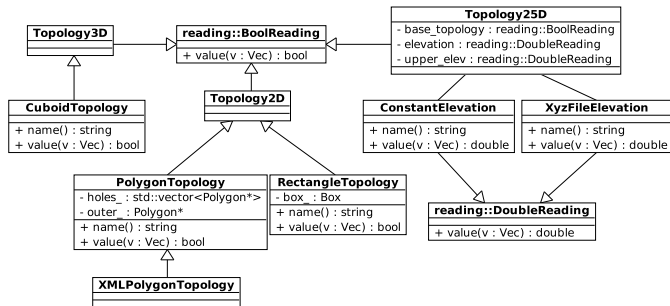 Topology3D
reading::BoolReading
+ value(v : Vec) : bool
Topology25D
- base_topology : reading::BoolReading
- elevation : reading::DoubleReading
- upper_elev : reading::DoubleReading
CuboidTopology
+ name() : string
+ value(v : Vec) : bool
Topology2D
ConstantElevation
+ name() : string
+ value(v : Vec) : double
XyzFileElevation
+ name() : string
+ value(v : Vec) : double
PolygonTopology
- holes_ : std::vector<Polygon*>
- outer_ : Polygon*
+ name() : string
+ value(v : Vec) : bool
RectangleTopology
- box_ : Box
+ name() : string
+ value(v : Vec) : bool
reading::DoubleReading
+ value(v : Vec) : double
XMLPolygonTopology